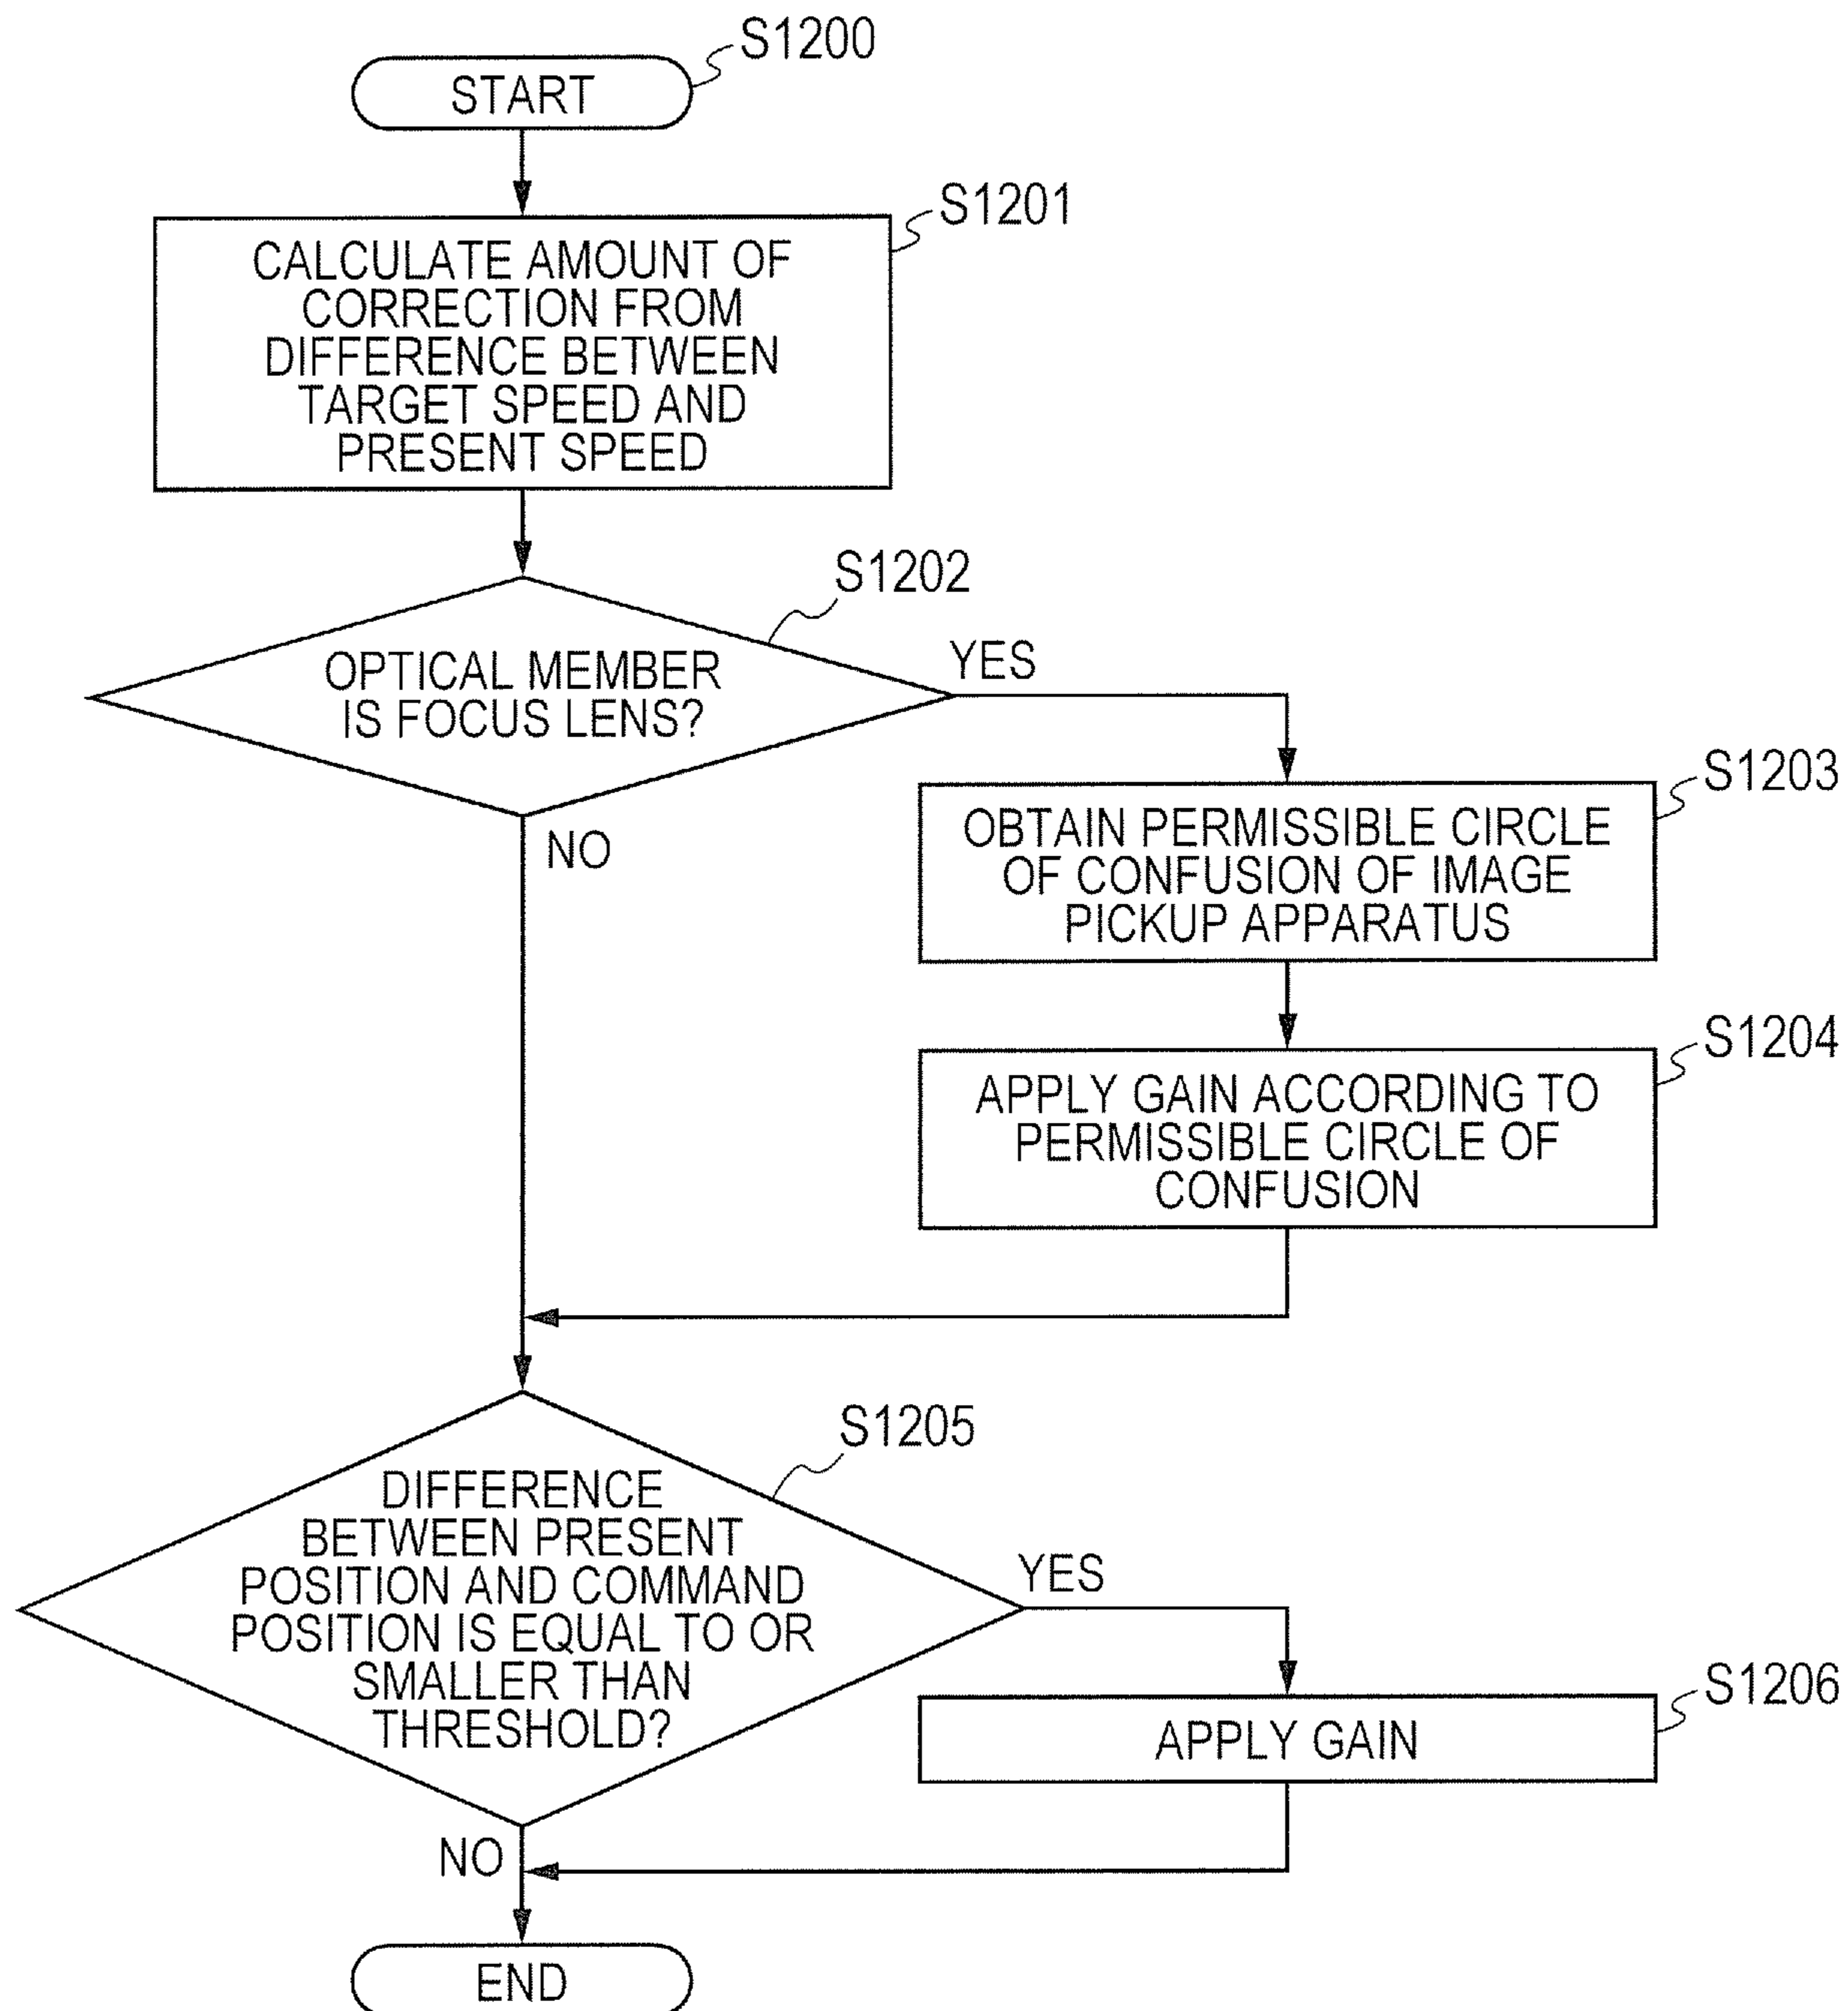 S1200
START
S1201
CALCULATE AMOUNT OF
CORRECTION FROM
DIFFERENCE BETWEEN
TARGET SPEED AND
PRESENT SPEED
S1202
OPTICAL MEMBER
IS FOCUS LENS?
YES
NO
S1203
OBTAIN PERMISSIBLE CIRCLE
OF CONFUSION OF IMAGE
PICKUP APPARATUS
S1204
APPLY GAIN ACCORDING TO
PERMISSIBLE CIRCLE OF
CONFUSION
S1205
DIFFERENCE
BETWEEN PRESENT
POSITION AND COMMAND
POSITION IS EQUAL TO OR
SMALLER THAN
THRESHOLD?
YES
S1206
APPLY GAIN
NO
END